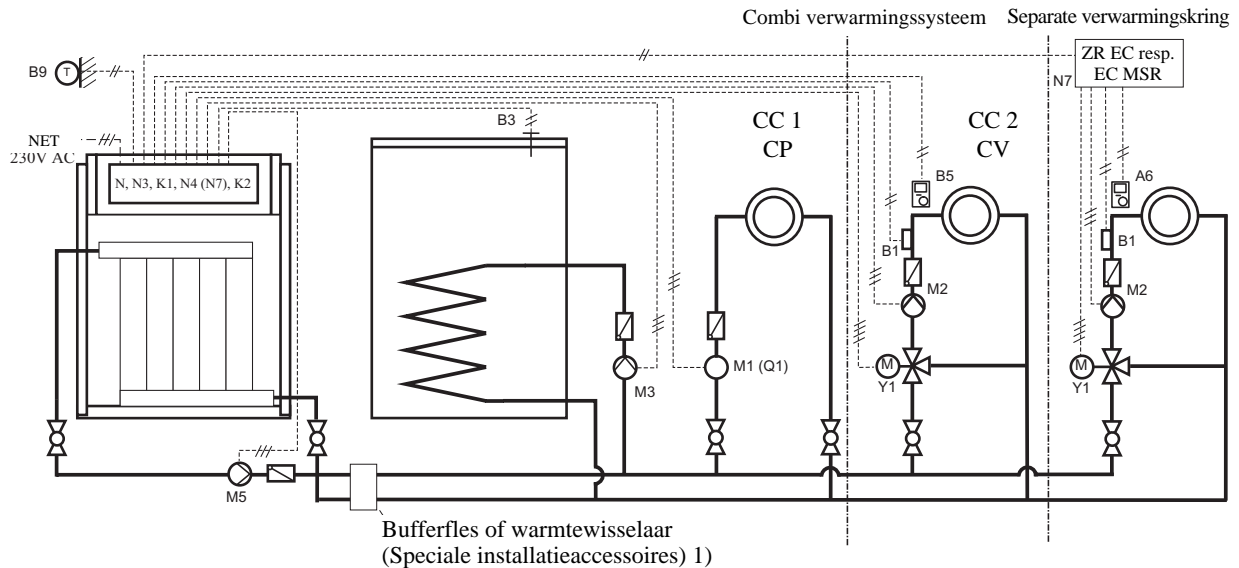 Combi verwarmingssysteem
Separate verwarmingskring
B9
T
ZR EC resp.
EC MSR
N7
NET
230V AC
B3
CC 1
CP
CC 2
CV
N, N3, K1, N4 (N7), K2
B5
A6
B1
B1
M2
M2
M3
M1 (Q1)
M
Y1
M
Y1
M5
Bufferfles of warmtewisselaar
(Speciale installatieaccessoires) 1)